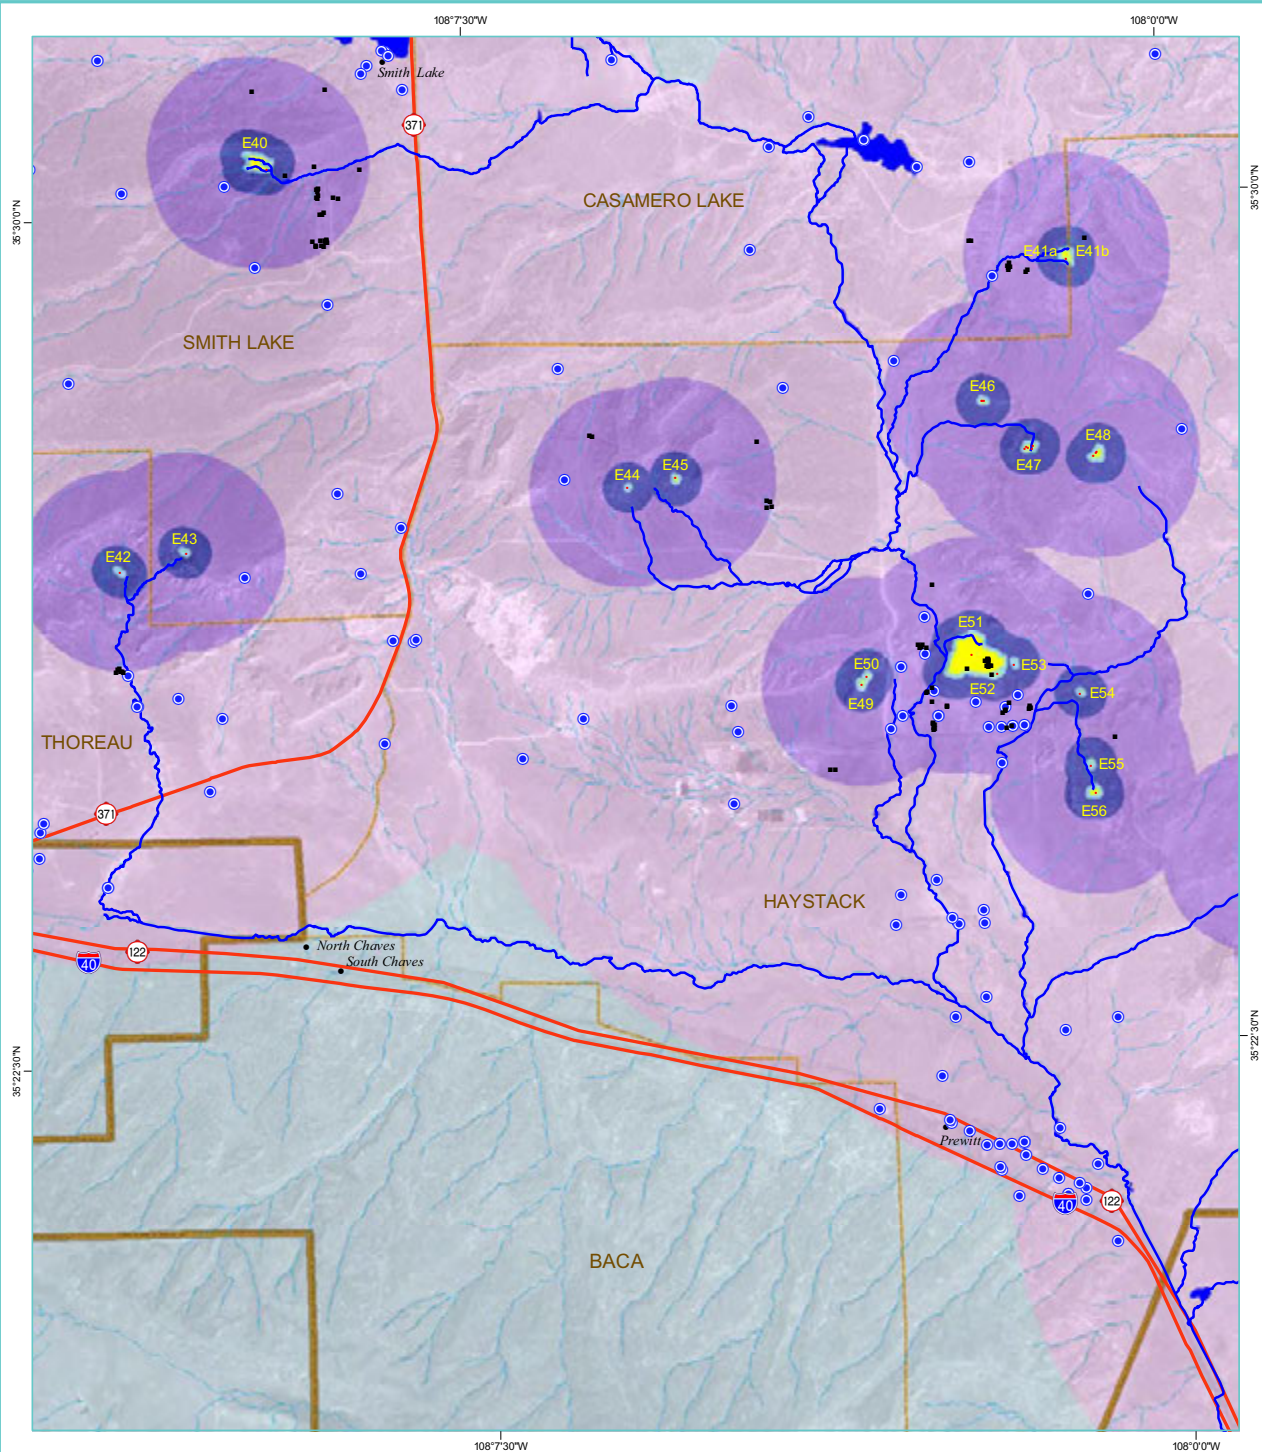 108°7'30"W
108°0'0"W
Smith Lake
371
E40
CASAMERO LAKE
35°30'0"N
35°30'0"N
E41a
E41b
SMITH LAKE
E46
E48
E47
E44
E45
E42
E43
E51
E50
E53
E52
E54
E49
THOREAU
E55
E56
371
HAYSTACK
122
North Chaves
40
South Chaves
35°22'30"N
35°22'30"N
Prewitt
40
122
BACA
108°7'30"W
108°0'0"W